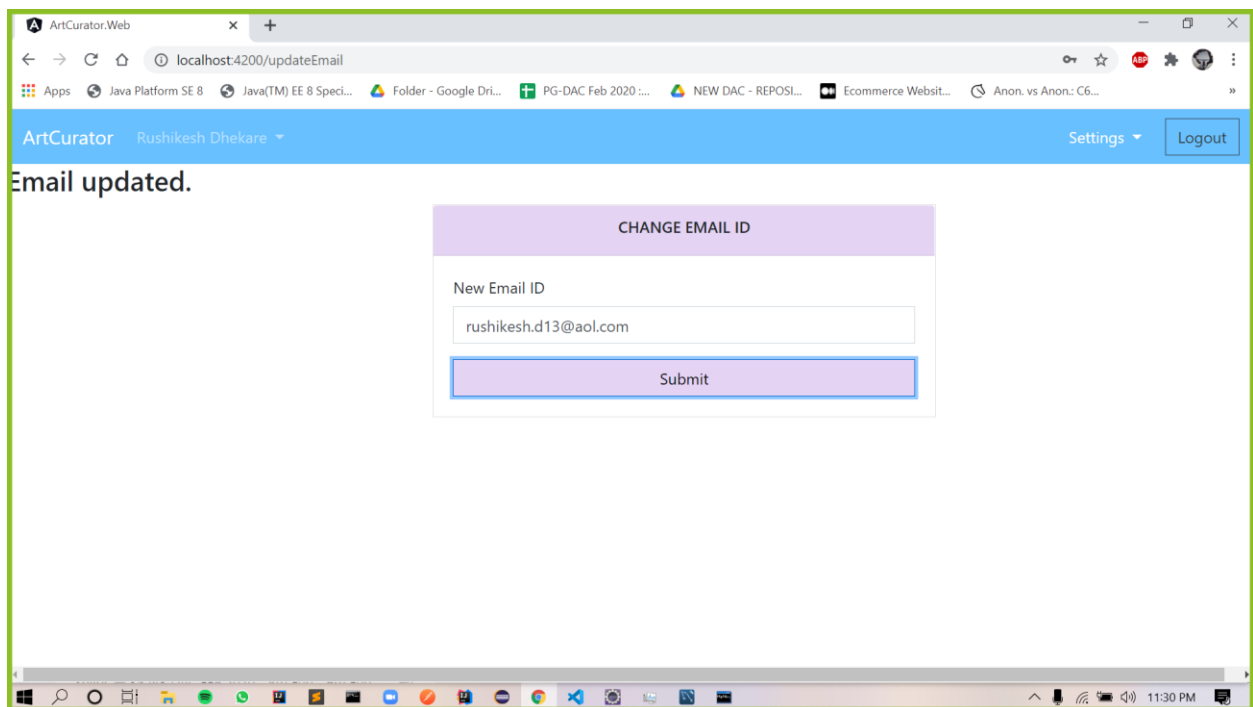 ArtCurator.Web
localhost:4200/updateEmail
ABP
Apps Java Platform SE 8 Java(TM) EE 8 Speci... Folder - Google Dri... PG-DAC Feb 2020 :... NEW DAC - REPOSI... Ecommerce Websit... Anon. vs Anon.: C6... »
ArtCurator Rushikesh Dhekare Settings Logout
Email updated.
CHANGE EMAIL ID
New Email ID
rushikesh.d13@aol.com
Submit
11:30 PM